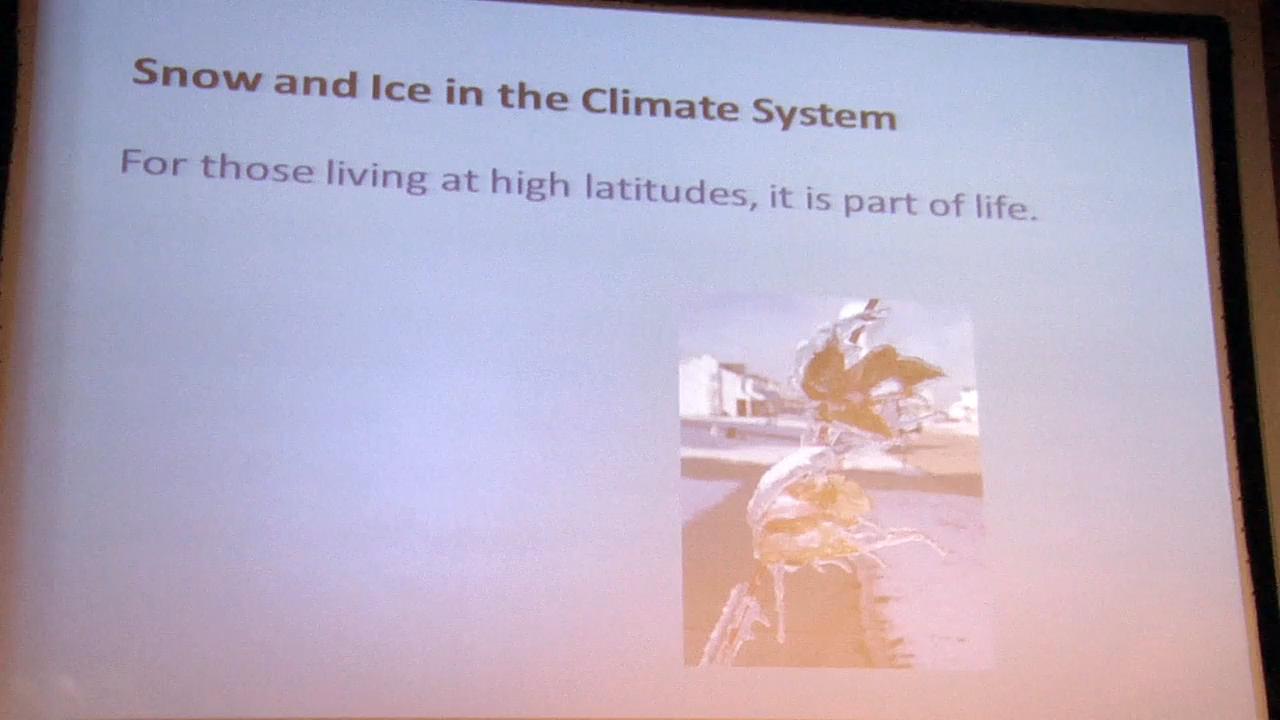 Snow and Ice in the Climate System
For those living at high latitudes, it is part of life.